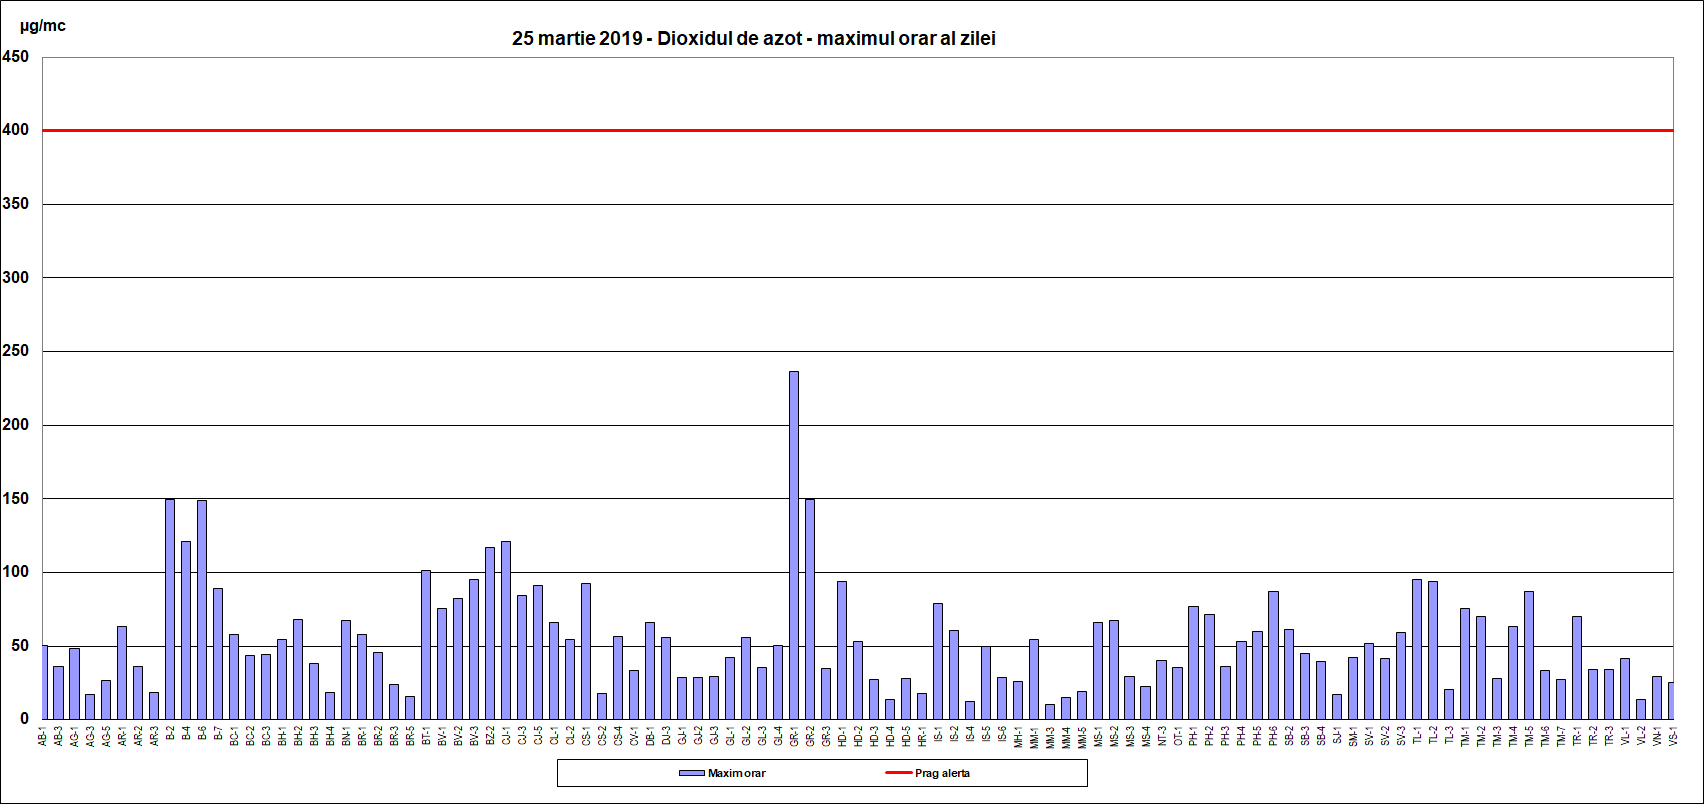 µg/mc
25 martie 2019 - Dioxidul de azot - maximul orar al zilei
450
400
350
300
250
200
150
100
50
0
AB-1 AB-3 AG-1 AG-3 AG-5 AR-1 AR-2 AR-3 B-2 B-4 B-6 B-7 BC-1 BC-2 BC-3 BH-1 BH-2 BH-3 BH-4 BN-1 BR-1 BR-2 BR-3 BR-5 BT-1 BV-1 BV-2 BV-3 BZ-2 CJ-1 CJ-3 CJ-5 CL-1 CL-2 CS-1 CS-2 CS-4 CV-1 DB-1 DJ-3 GJ-1 GJ-2 GJ-3 GL-1 GL-2 GL-3 GL-4 GR-1 GR-2 GR-3 HD-1 HD-2 HD-3 HD-4 HD-5 HR-1 IS-1 IS-2 IS-4 IS-5 IS-6 MH-1 MM-1 MM-3 MM-4 MM-5 MS-1 MS-2 MS-3 MS-4 NT-3 OT-1 PH-1 PH-2 PH-3 PH-4 PH-5 PH-6 SB-2 SB-3 SB-4 SJ-1 SM-1 SV-1 SV-2 SV-3 TL-1 TL-2 TL-3 TM-1 TM-2 TM-3 TM-4 TM-5 TM-6 TM-7 TR-1 TR-2 TR-3 VL-1 VL-2 VN-1 VS-1
Maxim orar Prag alerta